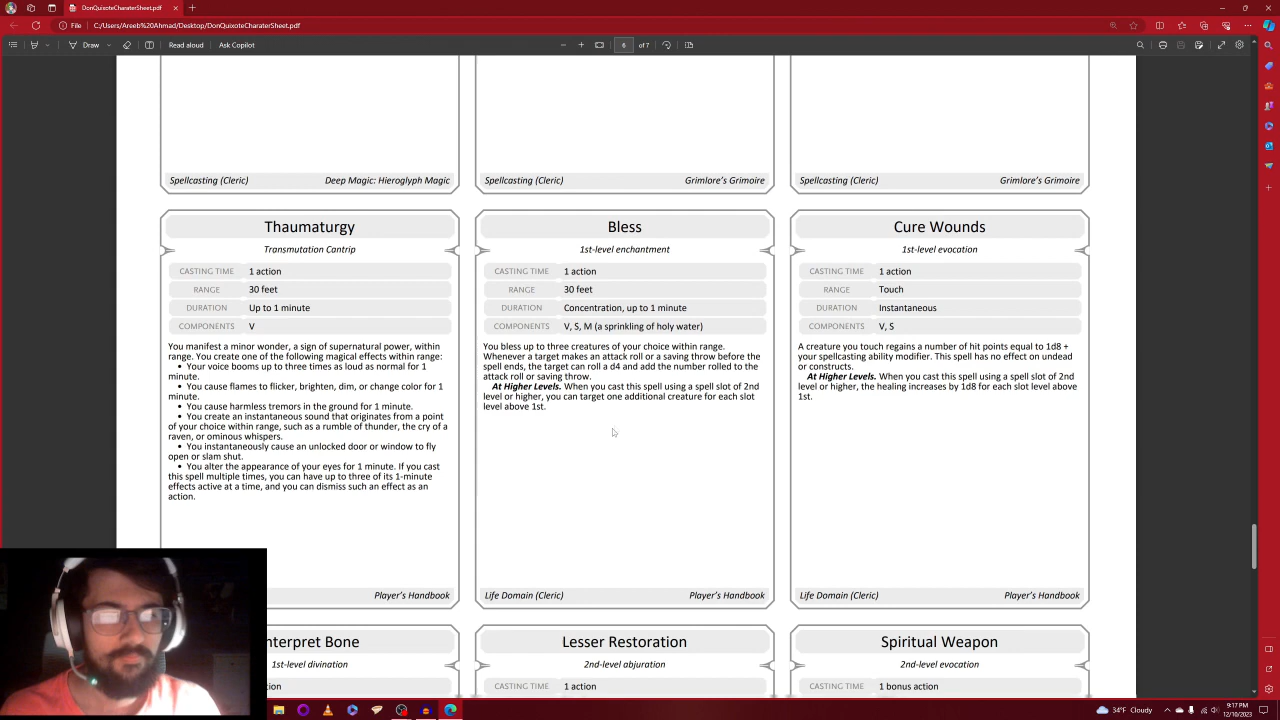 DonQuixoteCharaterSheet.pdf
File
C:/Users/Areeb%20Ahmad/Desktop/DonQuixoteCharaterSheet.pdf
Draw
Read aloud
Ask Copilot
6
of 7
Spellcasting (Cleric)
Deep Magic: Hieroglyph Magic
Spellcasting (Cleric)
Grimlore's Grimoire
Spellcasting (Cleric)
Grimlore's Grimoire
Thaumaturgy
Transmutation Cantrip
CASTING TIME 1 action
RANGE 30 feet
DURATION Up to 1 minute
COMPONENTS V
You manifest a minor wonder, a sign of supernatural power, within
range. You create one of the following magical effects within range:
• Your voice booms up to three times as loud as normal for 1
minute.
• You cause flames to flicker, brighten, dim, or change color for 1
minute.
• You cause harmless tremors in the ground for 1 minute.
• You create an instantaneous sound that originates from a point
of your choice within range, such as a rumble of thunder, the cry of a
raven, or ominous whispers.
• You instantaneously cause an unlocked door or window to fly
open or slam shut.
• You alter the appearance of your eyes for 1 minute. If you cast
this spell multiple times, you can have up to three of its 1-minute
effects active at a time, and you can dismiss such an effect as an
action.
Player's Handbook
Bless
1st-level enchantment
CASTING TIME 1 action
RANGE 30 feet
DURATION Concentration, up to 1 minute
COMPONENTS V, S, M (a sprinkling of holy water)
You bless up to three creatures of your choice within range.
Whenever a target makes an attack roll or a saving throw before the
spell ends, the target can roll a d4 and add the number rolled to the
attack roll or saving throw.
At Higher Levels. When you cast this spell using a spell slot of 2nd
level or higher, you can target one additional creature for each slot
level above 1st.
Life Domain (Cleric)
Player's Handbook
Cure Wounds
1st-level evocation
CASTING TIME 1 action
RANGE Touch
DURATION Instantaneous
COMPONENTS V, S
A creature you touch regains a number of hit points equal to 1d8 +
your spellcasting ability modifier. This spell has no effect on undead
or constructs.
At Higher Levels. When you cast this spell using a spell slot of 2nd
level or higher, the healing increases by 1d8 for each slot level above
1st.
Life Domain (Cleric)
Player's Handbook
nterpret Bone
1st-level divination
tion
Lesser Restoration
2nd-level abjuration
CASTING TIME 1 action
Spiritual Weapon
2nd-level evocation
CASTING TIME 1 bonus action
34°F Cloudy
9:17 PM
12/10/2023